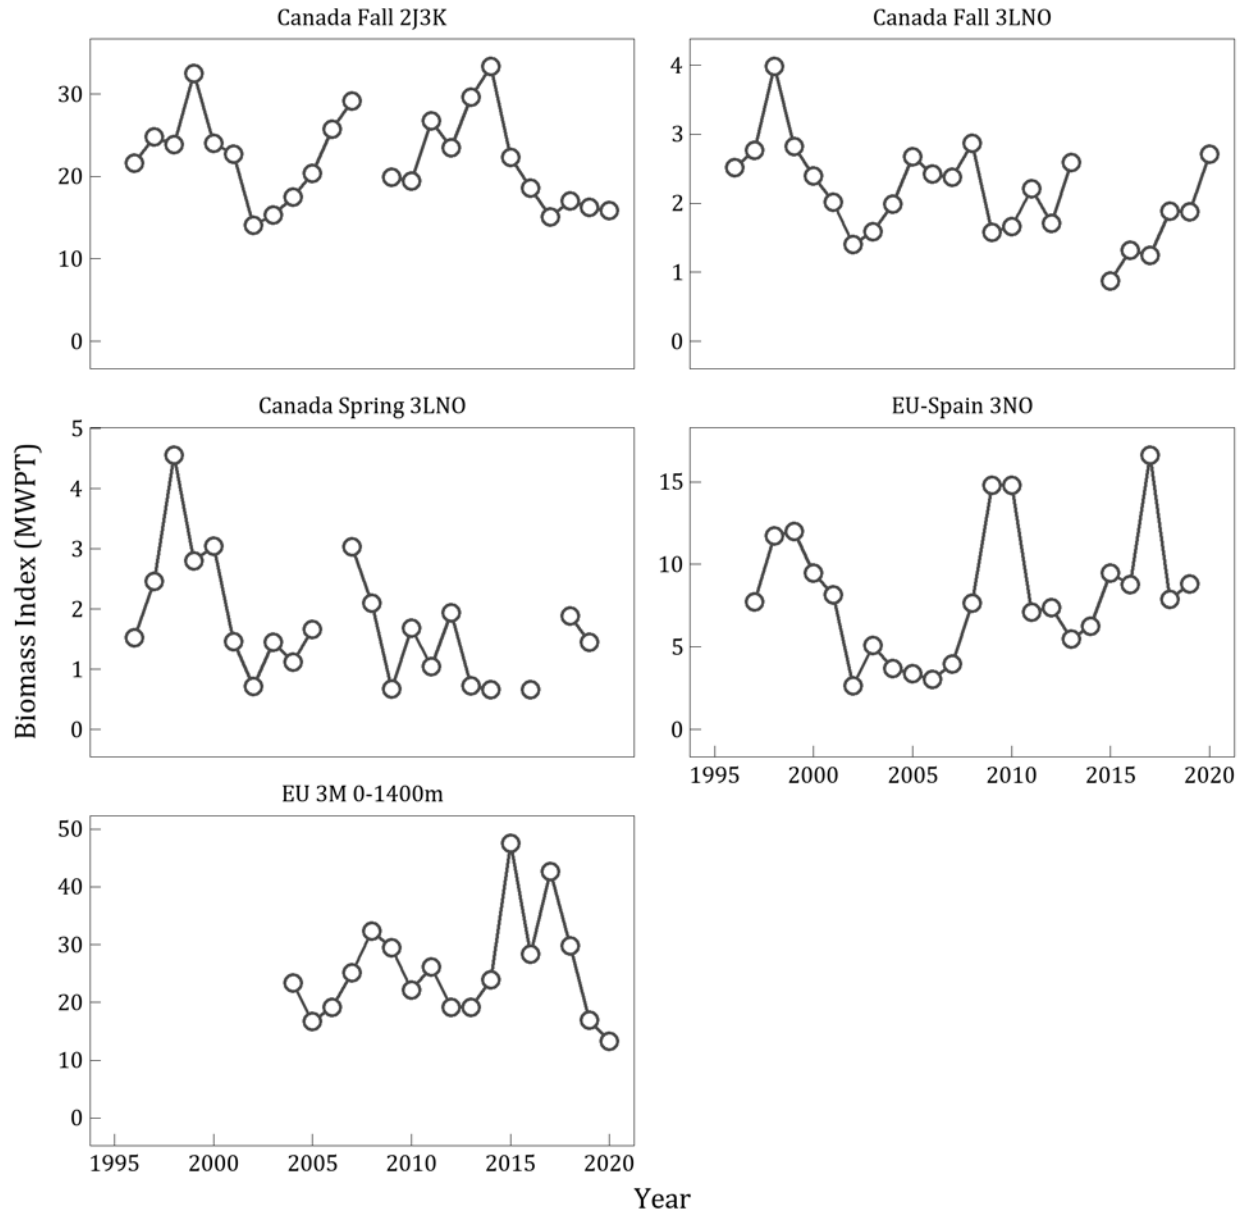 Canada Fall 2J3K
30
20
10
0
Canada Fall 3LNO
4
3
2
1
0
Biomass Index (MWPT)
Canada Spring 3LNO
5
4
3
2
1
0
EU-Spain 3NO
15
10
5
0
1995 2000 2005 2010 2015 2020
EU 3M 0-1400m
50
40
30
20
10
0
1995 2000 2005 2010 2015 2020
Year